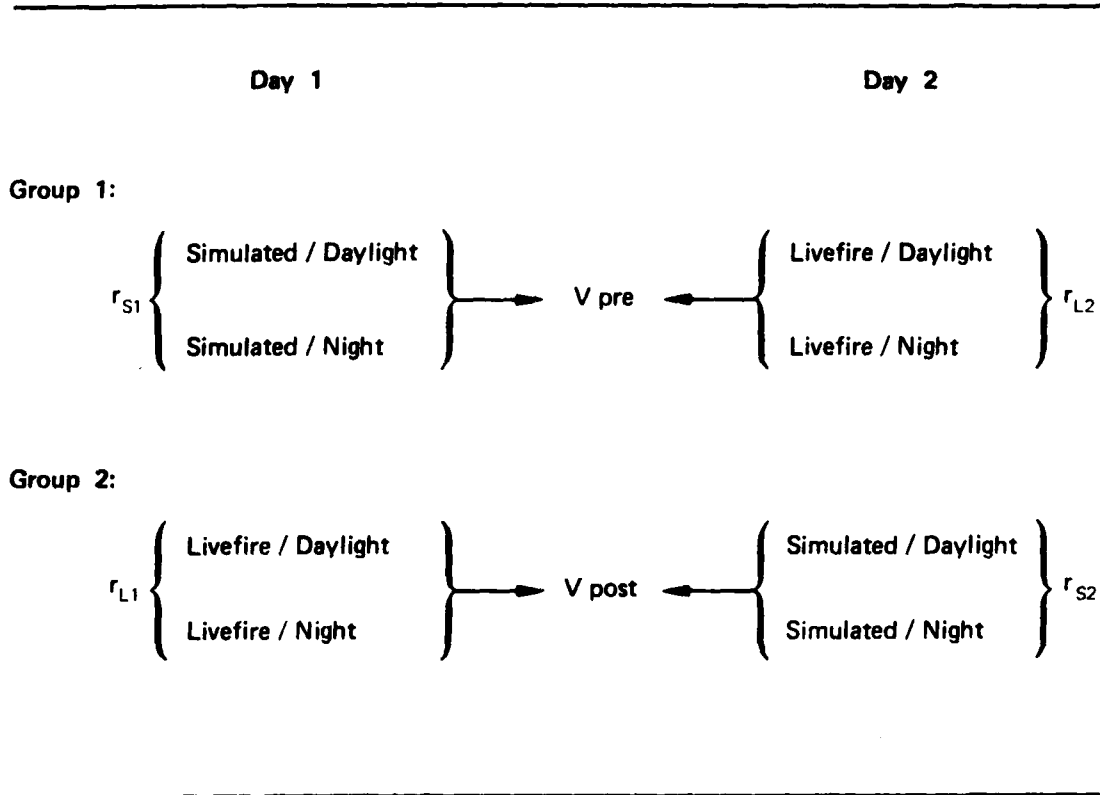 Day 1 Day 2
Group 1:
Simulated / Daylight Livefire / Daylight
r_S1 V pre r_L2
Simulated / Night Livefire / Night
Group 2:
Livefire / Daylight Simulated / Daylight
r_L1 V post r_S2
Livefire / Night Simulated / Night